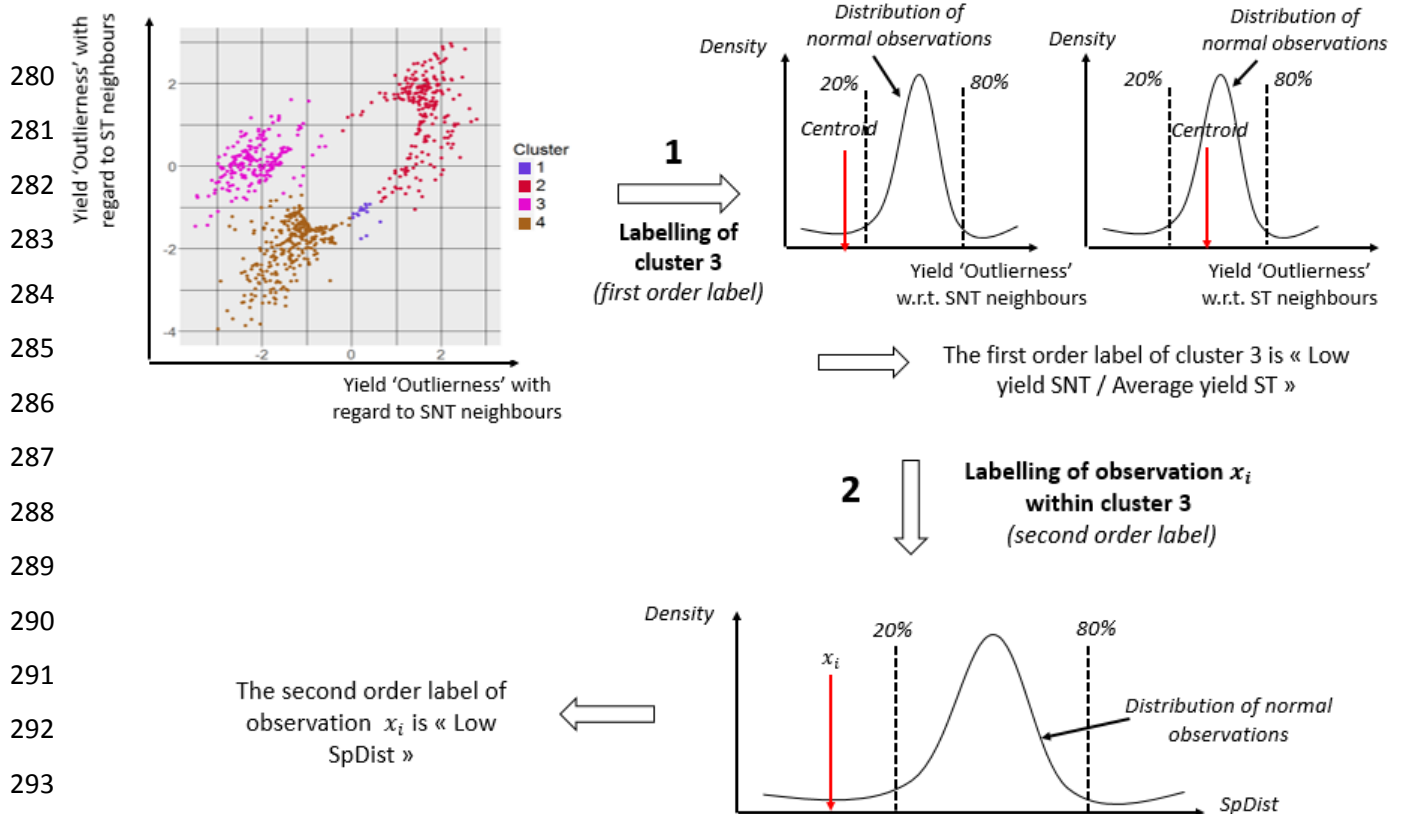 280
281
282
283
284
285
286
287
288
289
290
291
292
293
Yield 'Outlierness' with
regard to ST neighbours
2
0
-2
-4
-2
0
2
Yield 'Outlierness' with
regard to SNT neighbours
Cluster
1
2
3
4
1
Labelling of
cluster 3
(first order label)
Distribution of
normal observations
Density
20%
80%
Centroid
Yield 'Outlierness'
w.r.t. SNT neighbours
Distribution of
normal observations
Density
20%
80%
Centroid
Yield 'Outlierness'
w.r.t. ST neighbours
The first order label of cluster 3 is « Low
yield SNT / Average yield ST »
2
Labelling of observation xᵢ
within cluster 3
(second order label)
Density
20%
80%
xᵢ
Distribution of normal
observations
SpDist
The second order label of
observation xᵢ is « Low
SpDist »